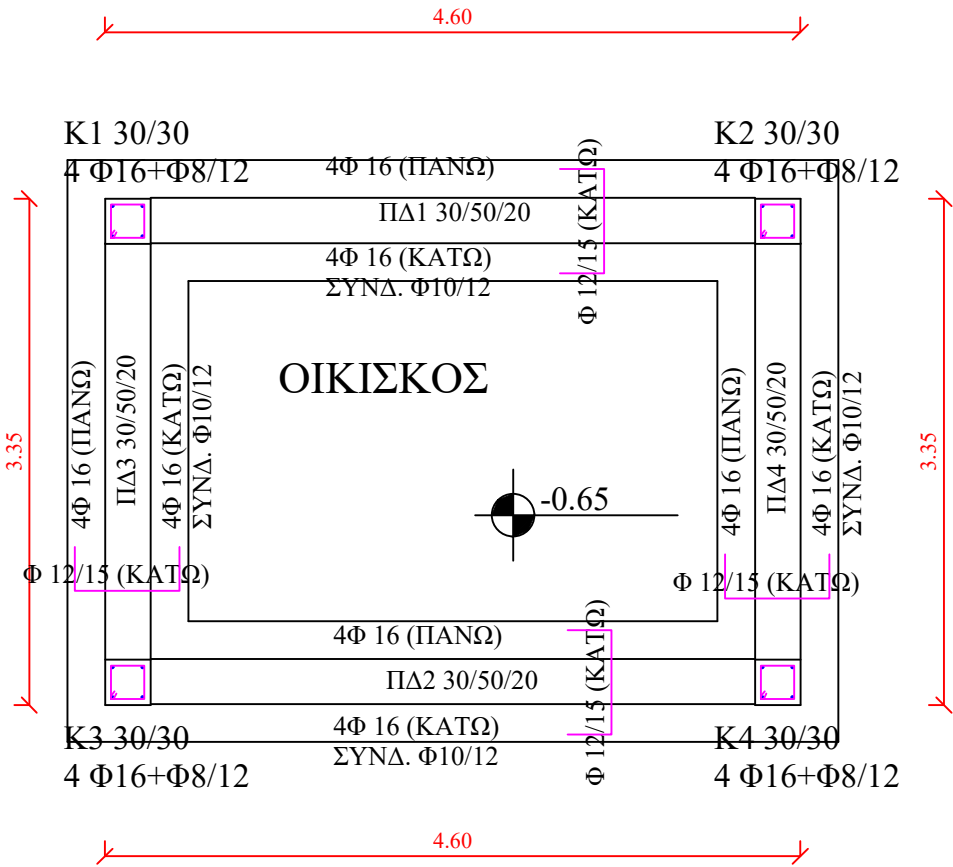 4.60
K1 30/30
4 Φ16+Φ8/12
K2 30/30
4 Φ16+Φ8/12
4Φ 16 (ΠΑΝΩ)
ΠΔ1 30/50/20
4Φ 16 (ΚΑΤΩ)
ΣΥΝΔ. Φ10/12
Φ 12/15 (ΚΑΤΩ)
ΟΙΚΙΣΚΟΣ
3.35
4Φ 16 (ΠΑΝΩ)
ΠΔ3 30/50/20
4Φ 16 (ΚΑΤΩ)
ΣΥΝΔ. Φ10/12
Φ 12/15 (ΚΑΤΩ)
-0.65
4Φ 16 (ΠΑΝΩ)
ΠΔ4 30/50/20
4Φ 16 (ΚΑΤΩ)
ΣΥΝΔ. Φ10/12
Φ 12/15 (ΚΑΤΩ)
3.35
4Φ 16 (ΠΑΝΩ)
ΠΔ2 30/50/20
4Φ 16 (ΚΑΤΩ)
ΣΥΝΔ. Φ10/12
Φ 12/15 (ΚΑΤΩ)
K3 30/30
4 Φ16+Φ8/12
K4 30/30
4 Φ16+Φ8/12
4.60